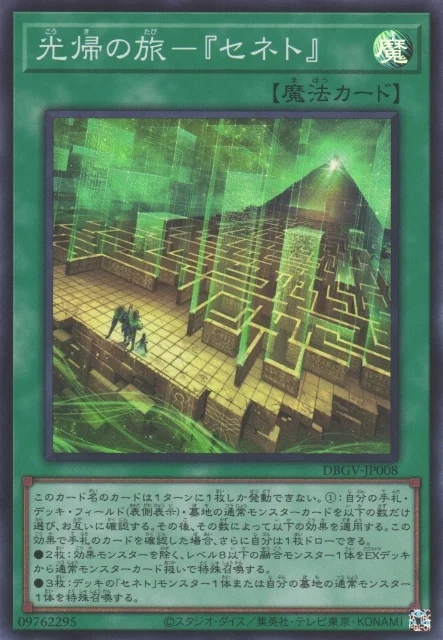 光帰の旅－『セネト』
魔
【魔法カード】
DBGV-JP008
このカード名のカードは1ターンに1枚しか発動できない。①：自分の手札・
デッキ・フィールド(表側表示)・墓地の通常モンスターカードを以下の数だけ
選び、お互いに確認する。その後、その数によって以下の効果を適用する。この
効果で手札のカードを確認した場合、さらに自分は1枚ドローできる。
●2枚：効果モンスターを除く、レベル8以下の融合モンスター1体をEXデッキ
から通常モンスターカード扱いで特殊召喚する。
●3枚：デッキの「セネト」モンスター1体または自分の墓地の通常モンスター
1体を特殊召喚する。
09762295
©スタジオ・ダイス／集英社・テレビ東京・KONAMI